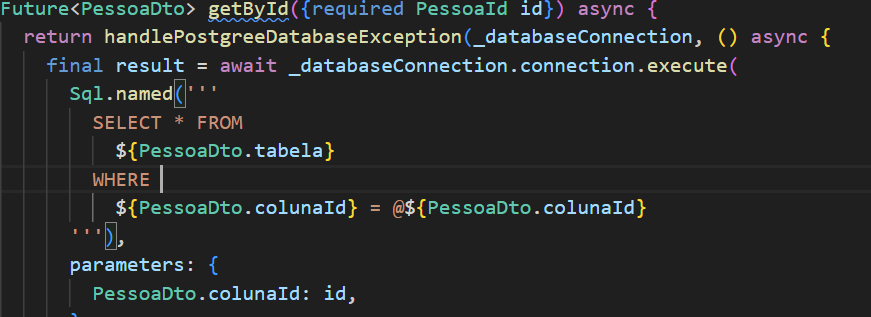 Future<PessoaDto> getById({required PessoaId id}) async {
return handlePostgreeDatabaseException(_databaseConnection, () async {
final result = await _databaseConnection.connection.execute(
Sql.named('''
SELECT * FROM
${PessoaDto.tabela}
WHERE
${PessoaDto.colunaId} = @${PessoaDto.colunaId}
'''),
parameters: {
PessoaDto.colunaId: id,
}